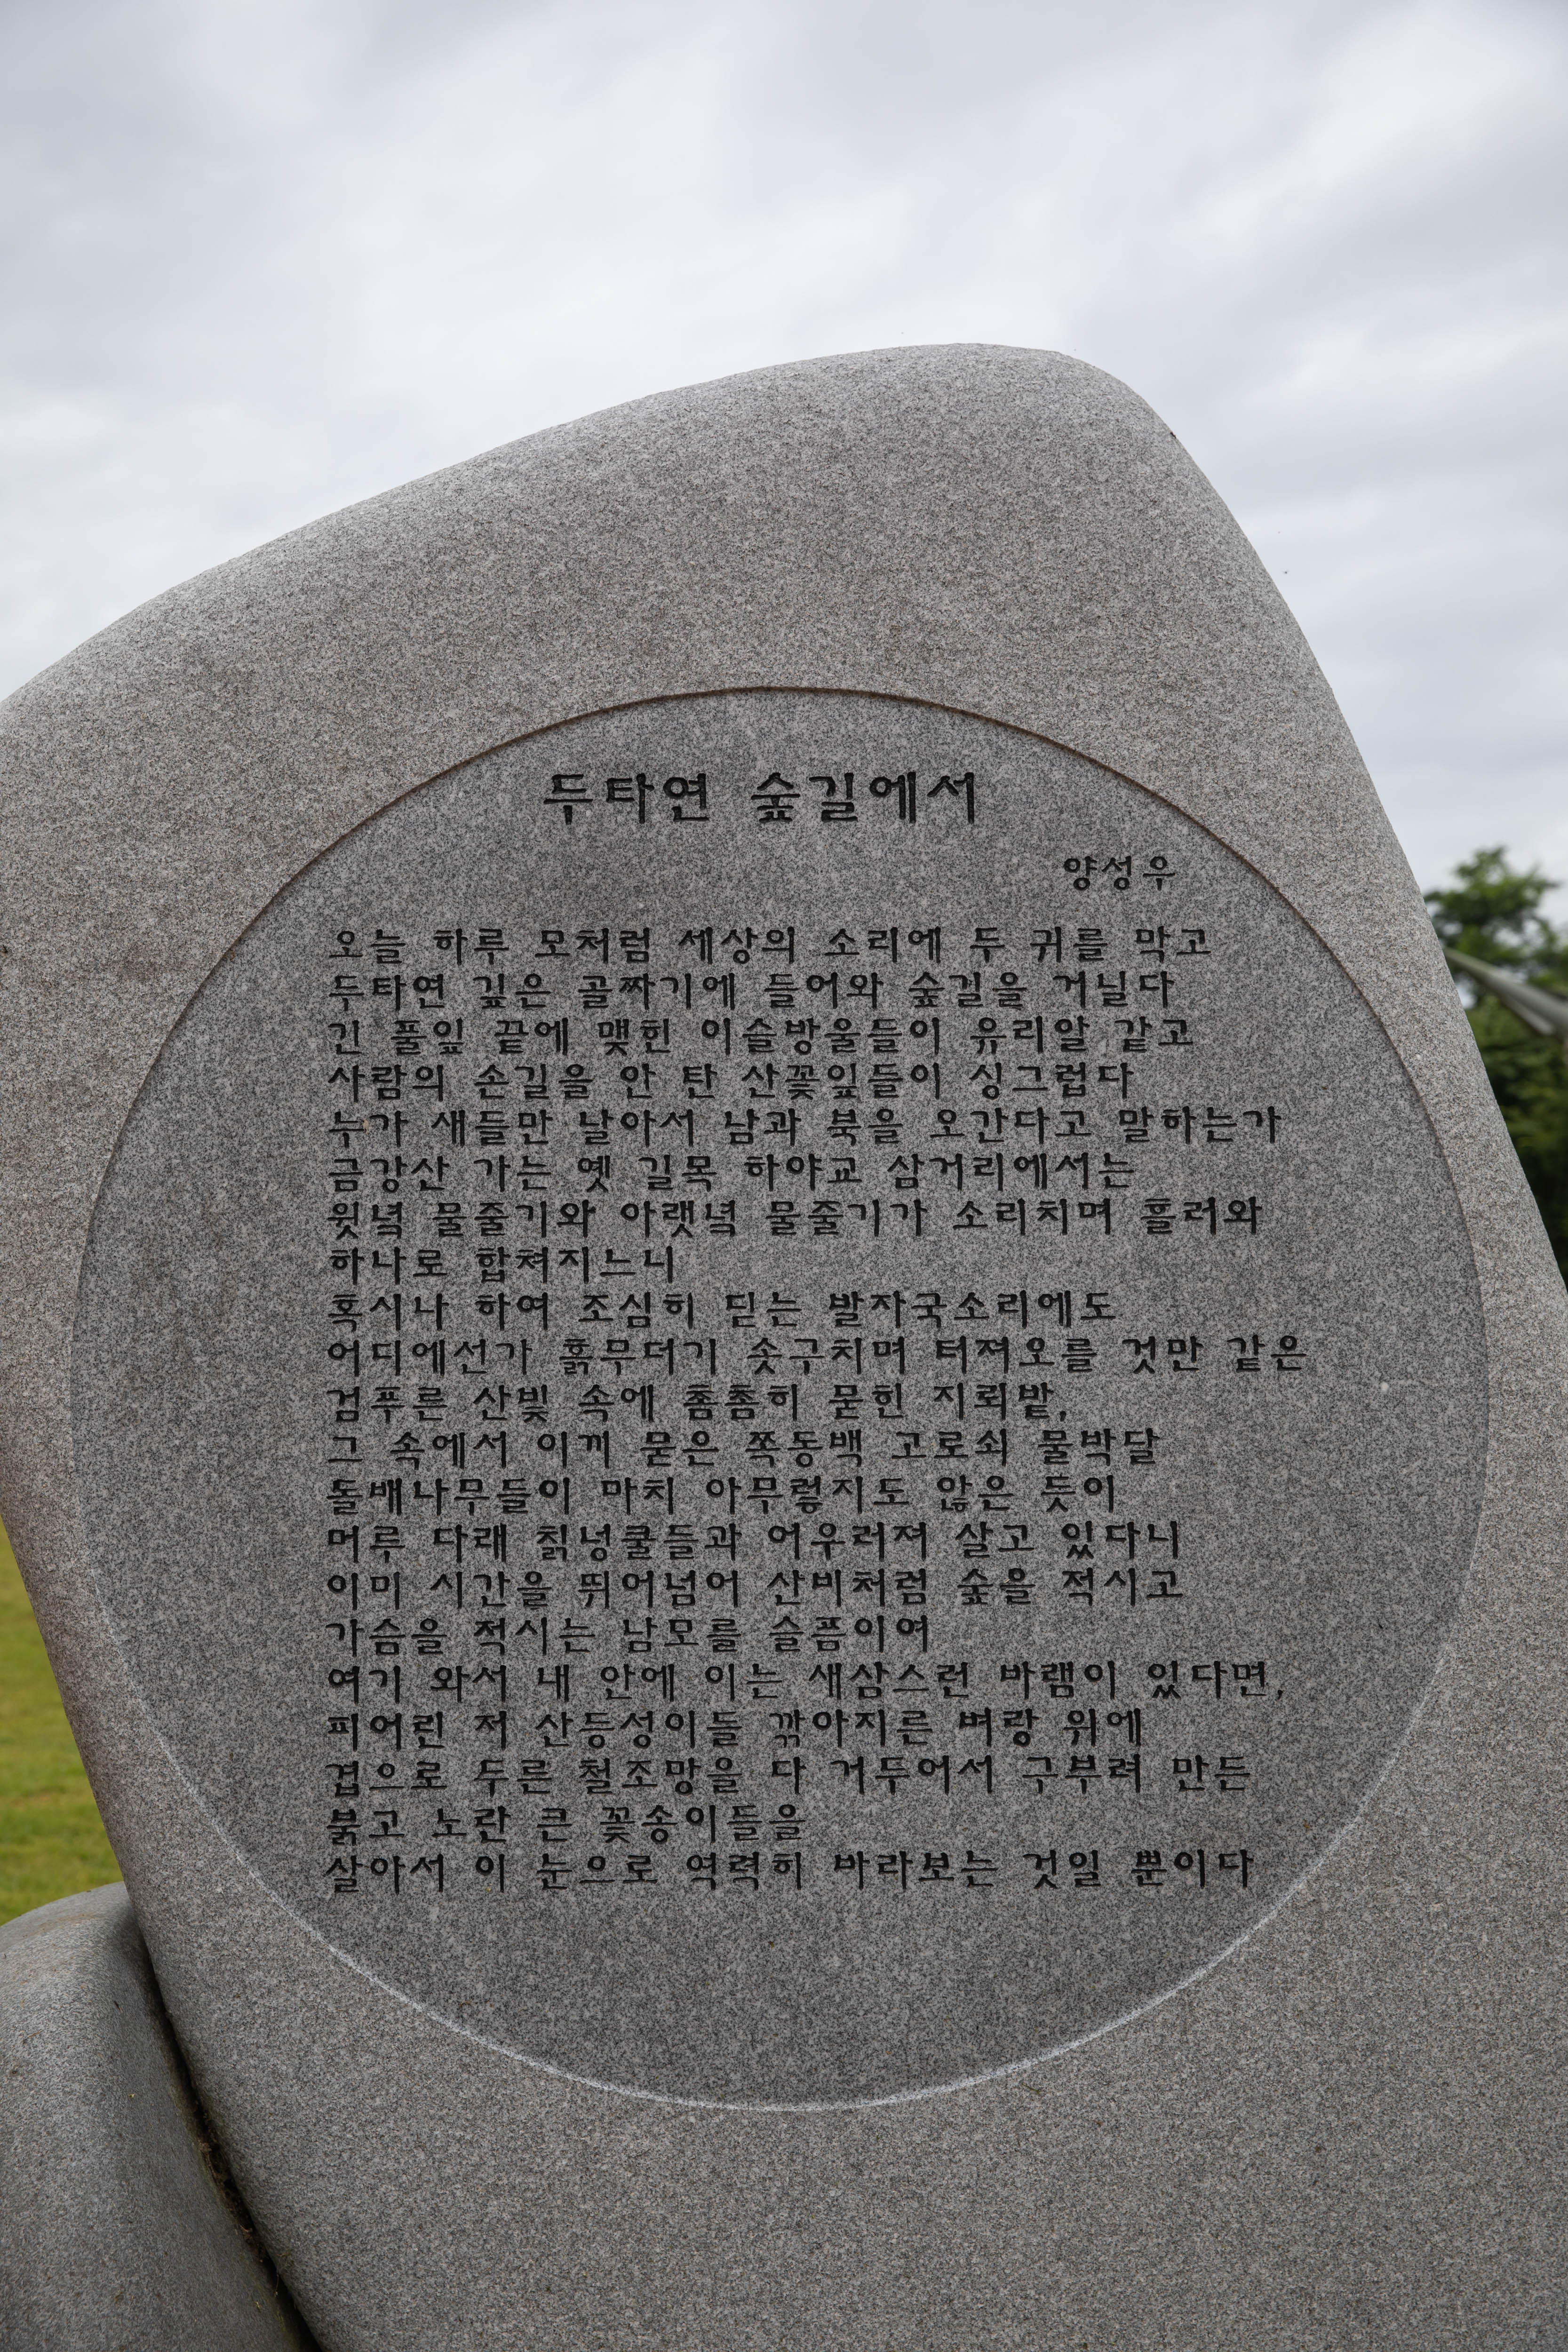 두타연 숲길에서
양성우
오늘 하루 모처럼 세상의 소리에 두 귀를 막고
두타연 깊은 골짜기에 들어와 숲길을 거닐다
긴 풀잎 끝에 맺힌 이슬방울들이 유리알 같고
사람의 손길을 안 탄 산꽃잎들이 싱그럽다
누가 새들만 날아서 남과 북을 오간다고 말하는가
금강산 가는 옛 길목 하야교 삼거리에서는
윗녘 물줄기와 아랫녘 물줄기가 소리치며 흘러와
하나로 합쳐지느니
혹시나 하여 조심히 딛는 발자국소리에도
어디에선가 흙무더기 솟구치며 터져오를 것만 같은
검푸른 산빛 속에 촘촘히 묻힌 지뢰밭,
그 속에서 이끼 묻은 쪽동백 고로쇠 물박달
돌배나무들이 마치 아무렇지도 않은 듯이
머루 다래 칡넝쿨들과 어우러져 살고 있다니
이미 시간을 뛰어넘어 산비처럼 숲을 적시고
가슴을 적시는 남모를 슬픔이여
여기 와서 내 안에 이는 새삼스런 바램이 있다면,
피어린 저 산등성이들 깎아지른 벼랑 위에
겹으로 두른 철조망을 다 거두어서 구부려 만든
붉고 노란 큰 꽃송이들을
살아서 이 눈으로 역력히 바라보는 것일 뿐이다